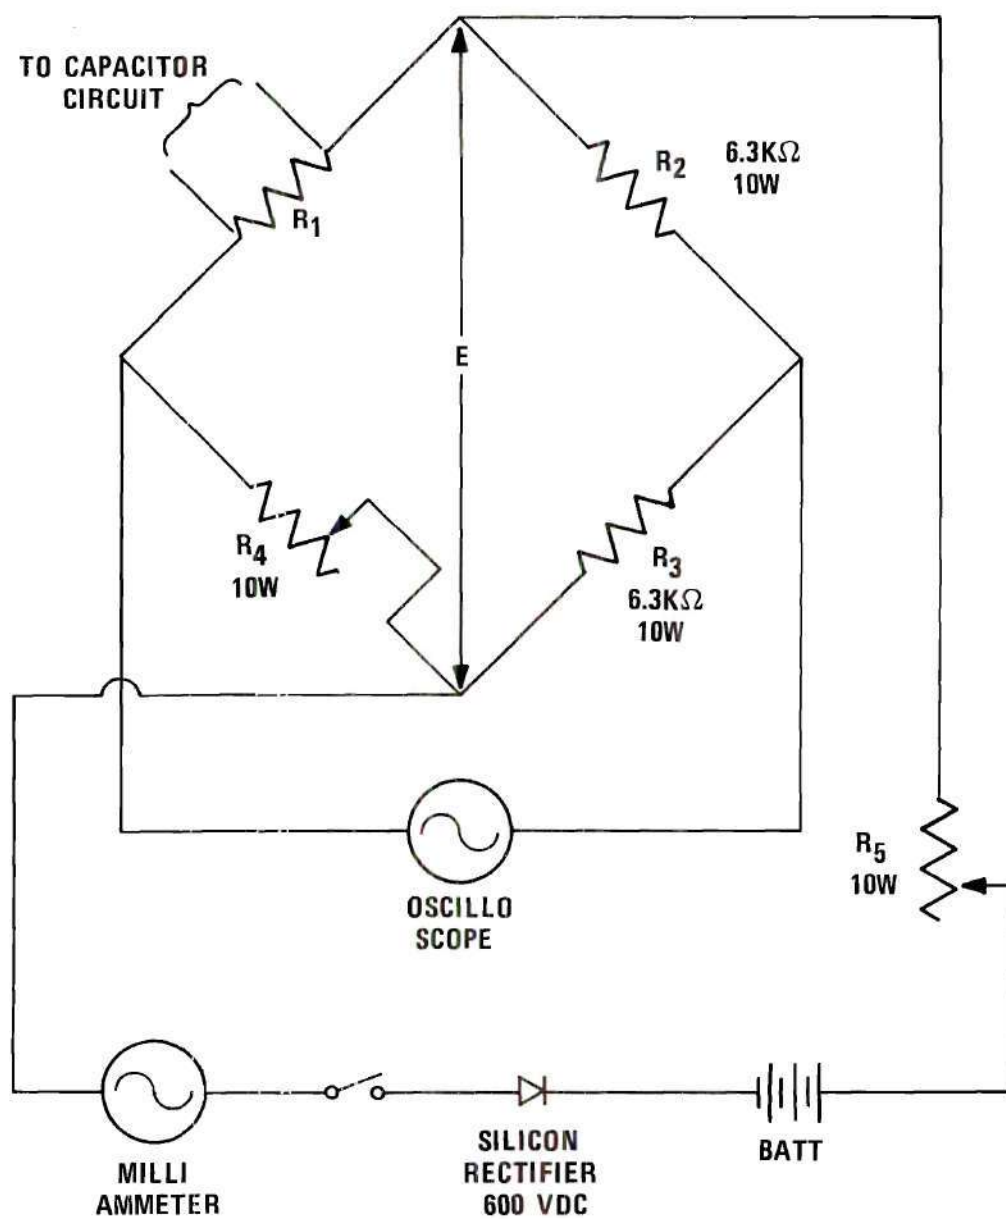 TO CAPACITOR
CIRCUIT
R1
R2
6.3KΩ
10W
E
R4
10W
R3
6.3KΩ
10W
OSCILLO
SCOPE
R5
10W
MILLI
AMMETER
SILICON
RECTIFIER
600 VDC
BATT